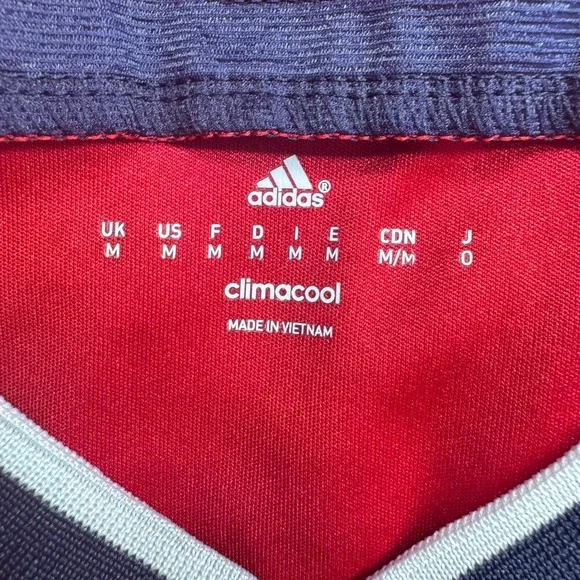 adidas®
UK US F D I E CDN J
M M M M M M M/M O
climacool
MADE IN VIETNAM